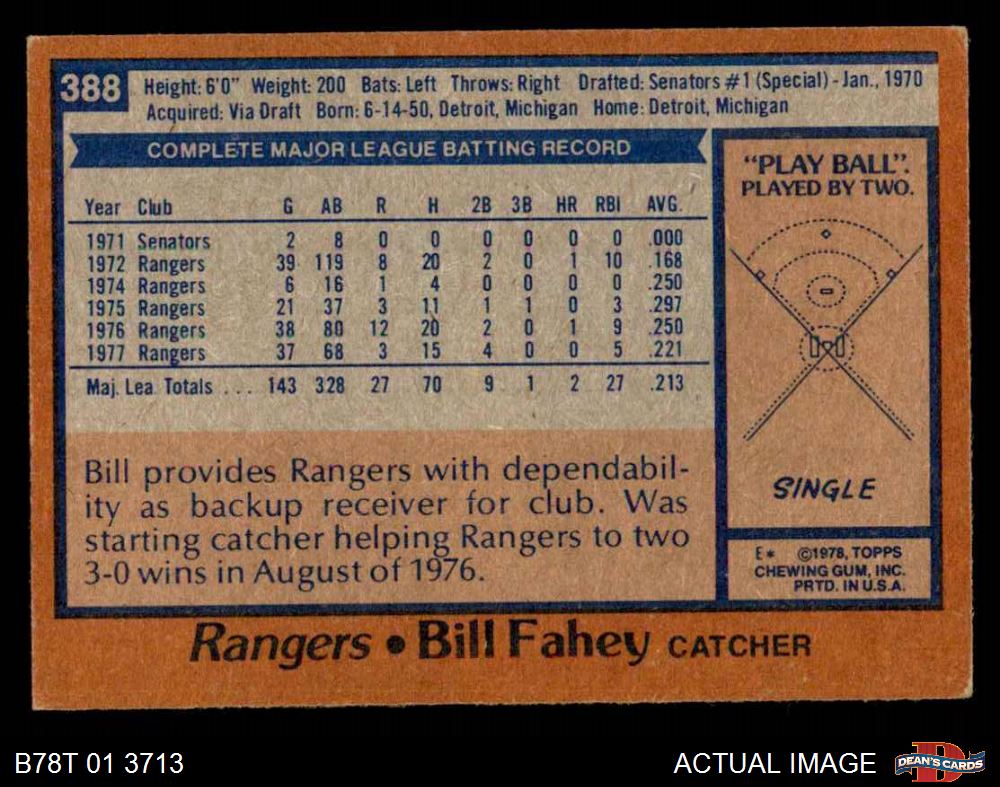 388
Height: 6'0" Weight: 200 Bats: Left Throws: Right Drafted: Senators #1 (Special) - Jan., 1970
Acquired: Via Draft Born: 6-14-50, Detroit, Michigan Home: Detroit, Michigan
COMPLETE MAJOR LEAGUE BATTING RECORD
Year Club G AB R H 2B 3B HR RBI AVG.
1971 Senators 2 8 0 0 0 0 0 0 .000
1972 Rangers 39 119 8 20 2 0 1 10 .168
1974 Rangers 6 16 1 4 0 0 0 0 .250
1975 Rangers 21 37 3 11 1 1 0 3 .297
1976 Rangers 38 80 12 20 2 0 1 9 .250
1977 Rangers 37 68 3 15 4 0 0 5 .221
Maj. Lea. Totals . . . 143 328 27 70 9 1 2 27 .213
Bill provides Rangers with dependabil-
ity as backup receiver for club. Was
starting catcher helping Rangers to two
3-0 wins in August of 1976.
"PLAY BALL".
PLAYED BY TWO.
SINGLE
E* ©1978, TOPPS
CHEWING GUM, INC.
PRTD. IN U.S.A.
Rangers • Bill Fahey CATCHER
B78T 01 3713
ACTUAL IMAGE
D
DEAN'S CARDS